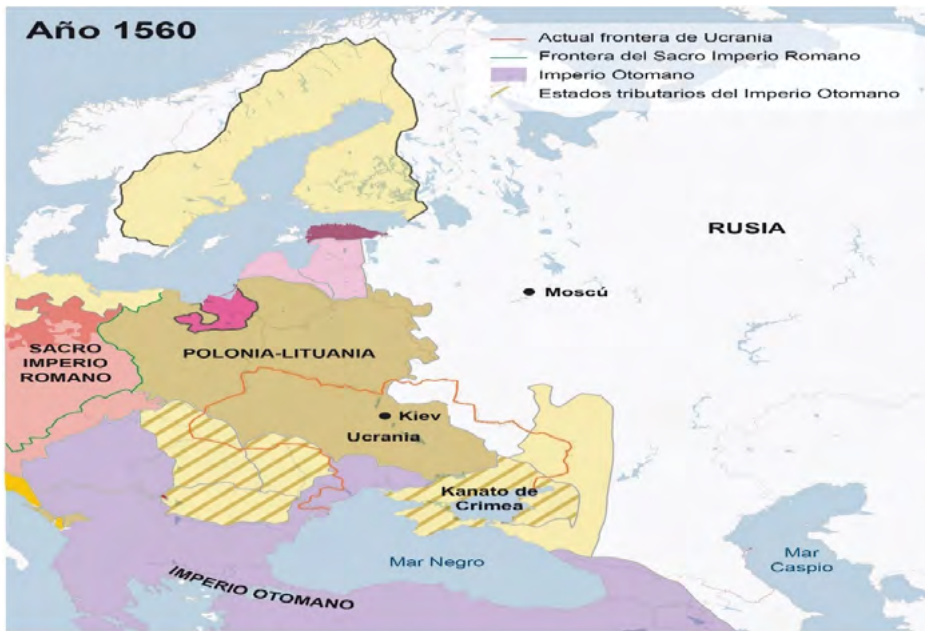 Año 1560
Actual frontera de Ucrania
Frontera del Sacro Imperio Romano
Imperio Otomano
Estados tributarios del Imperio Otomano
RUSIA
Moscú
SACRO
IMPERIO
ROMANO
POLONIA-LITUANIA
Kiev
Ucrania
Kanato de
Crimea
Mar Negro
Mar
Caspio
IMPERIO OTOMANO